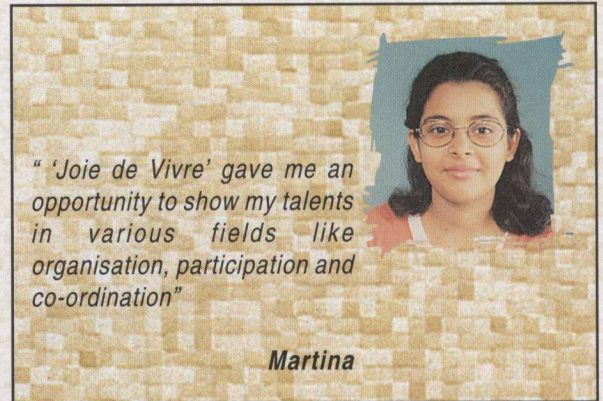 “ 'Joie de Vivre' gave me an
opportunity to show my talents
in various fields like
organisation, participation and
co-ordination”
Martina